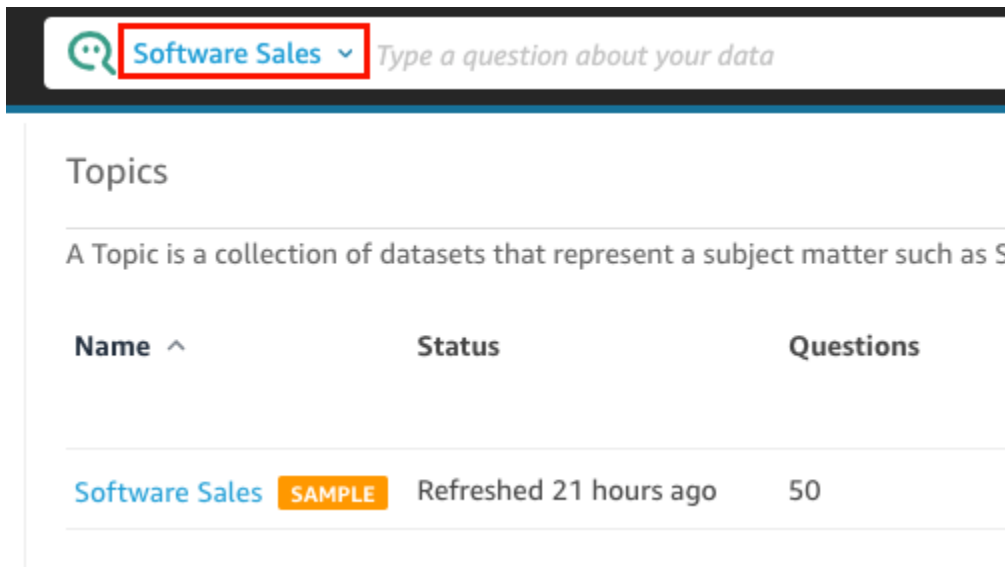 Software Sales Type a question about your data
Topics
A Topic is a collection of datasets that represent a subject matter such as
Name Status Questions
Software Sales SAMPLE Refreshed 21 hours ago 50